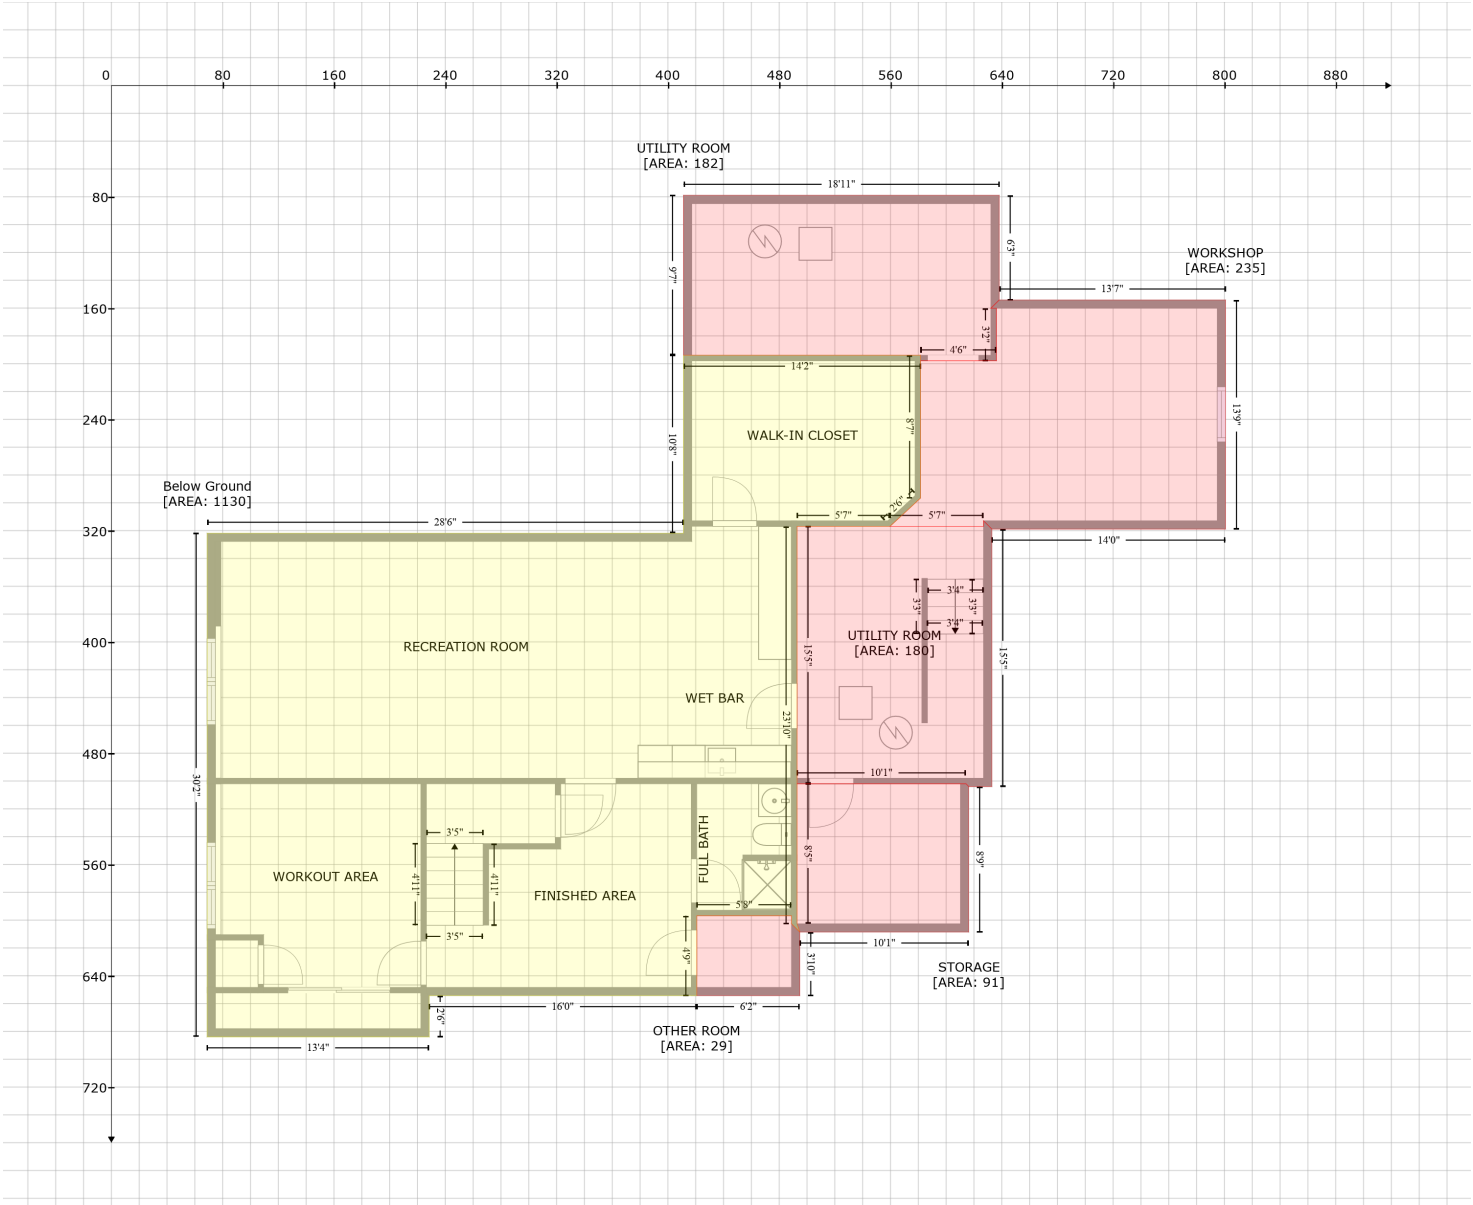 0 80 160 240 320 400 480 560 640 720 800 880
80
160
240
320
400
480
560
640
720
UTILITY ROOM
[AREA: 182]
18'11"
6'3"
9'7"
WORKSHOP
[AREA: 235]
13'7"
3'2"
4'6"
14'2"
13'9"
8'7"
WALK-IN CLOSET
10'8"
Below Ground
[AREA: 1130]
2'6"
28'6"
5'7"
5'7"
14'0"
3'4"
3'3"
3'3"
3'4"
UTILITY ROOM
[AREA: 180]
RECREATION ROOM
15'5"
15'5"
WET BAR
23'10"
10'1"
30'2"
3'5"
FULL BATH
8'5"
8'9"
WORKOUT AREA
4'11"
4'11"
FINISHED AREA
5'8"
3'5"
10'1"
4'9"
3'10"
STORAGE
[AREA: 91]
16'0"
6'2"
2'6"
OTHER ROOM
[AREA: 29]
13'4"